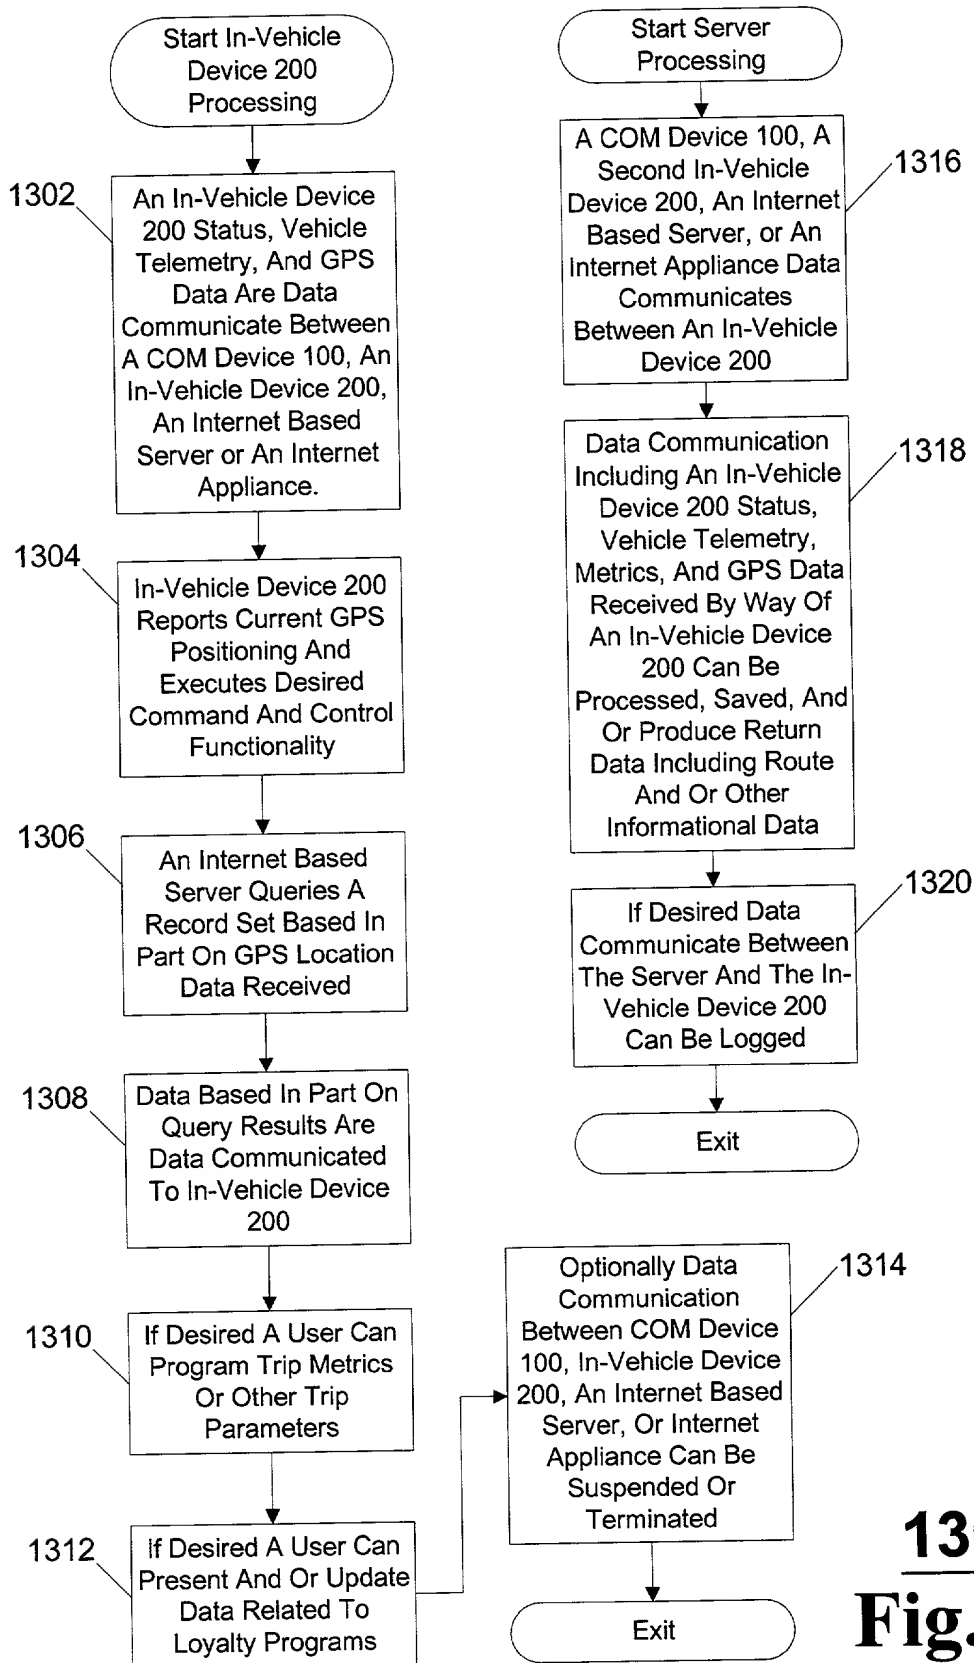 Start In-Vehicle
Device 200
Processing
1302
An In-Vehicle Device
200 Status, Vehicle
Telemetry, And GPS
Data Are Data
Communicate Between
A COM Device 100, An
In-Vehicle Device 200,
An Internet Based
Server or An Internet
Appliance.
1304
In-Vehicle Device 200
Reports Current GPS
Positioning And
Executes Desired
Command And Control
Functionality
1306
An Internet Based
Server Queries A
Record Set Based In
Part On GPS Location
Data Received
1308
Data Based In Part On
Query Results Are
Data Communicated
To In-Vehicle Device
200
1310
If Desired A User Can
Program Trip Metrics
Or Other Trip
Parameters
1312
If Desired A User Can
Present And Or Update
Data Related To
Loyalty Programs
1314
Optionally Data
Communication
Between COM Device
100, In-Vehicle Device
200, An Internet Based
Server, Or Internet
Appliance Can Be
Suspended Or
Terminated
Exit
Start Server
Processing
1316
A COM Device 100, A
Second In-Vehicle
Device 200, An Internet
Based Server, or An
Internet Appliance Data
Communicates
Between An In-Vehicle
Device 200
1318
Data Communication
Including An In-Vehicle
Device 200 Status,
Vehicle Telemetry,
Metrics, And GPS Data
Received By Way Of
An In-Vehicle Device
200 Can Be
Processed, Saved, And
Or Produce Return
Data Including Route
And Or Other
Informational Data
1320
If Desired Data
Communicate Between
The Server And The In-
Vehicle Device 200
Can Be Logged
Exit
Fig.